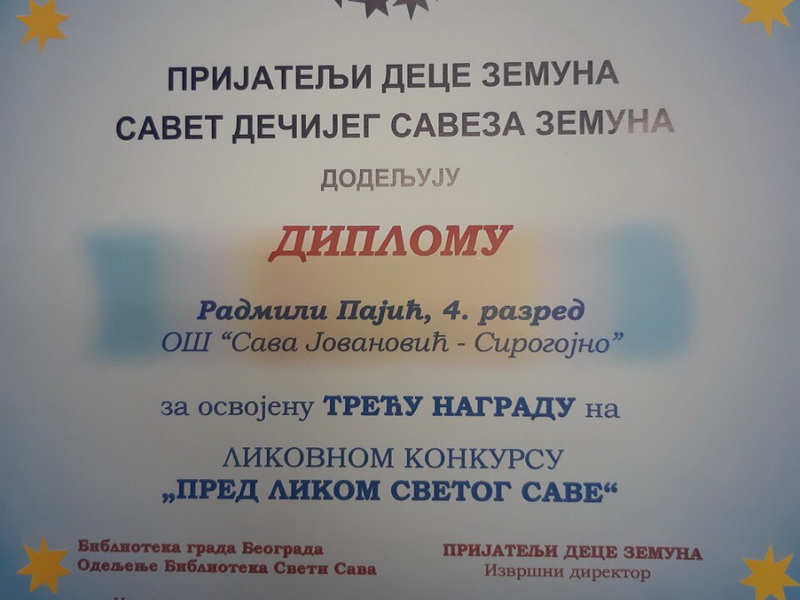 ПРИЈАТЕЉИ ДЕЦЕ ЗЕМУНА
САВЕТ ДЕЧИЈЕГ САВЕЗА ЗЕМУНА
ДОДЕЉУЈУ
ДИПЛОМУ
Радмили Пајић, 4. разред
ОШ “Сава Јовановић - Сирогојно”
за освојену ТРЕЋУ НАГРАДУ на
ЛИКОВНОМ КОНКУРСУ
„ПРЕД ЛИКОМ СВЕТОГ САВЕ“
Библиотека града Београда
Одељење Библиотека Свети Сава
ПРИЈАТЕЉИ ДЕЦЕ ЗЕМУНА
Извршни директор